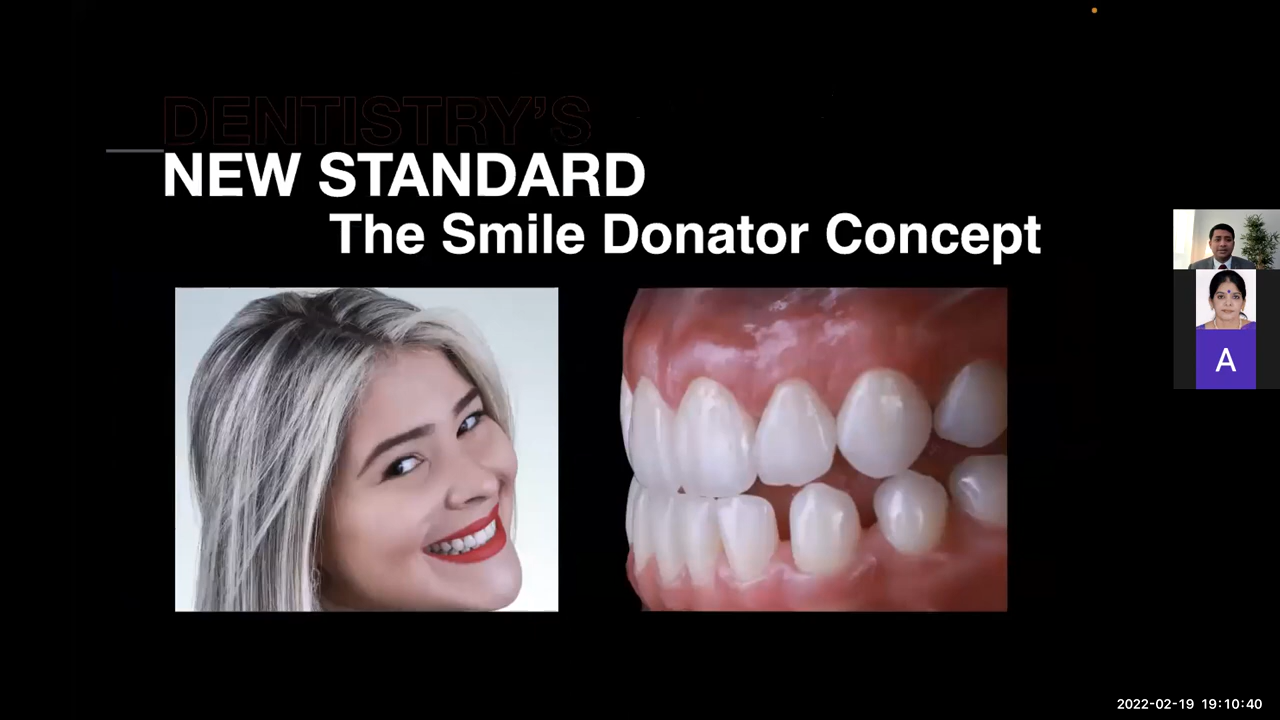 DENTISTRY'S
NEW STANDARD
The Smile Donator Concept
A
2022-02-19 19:10:40